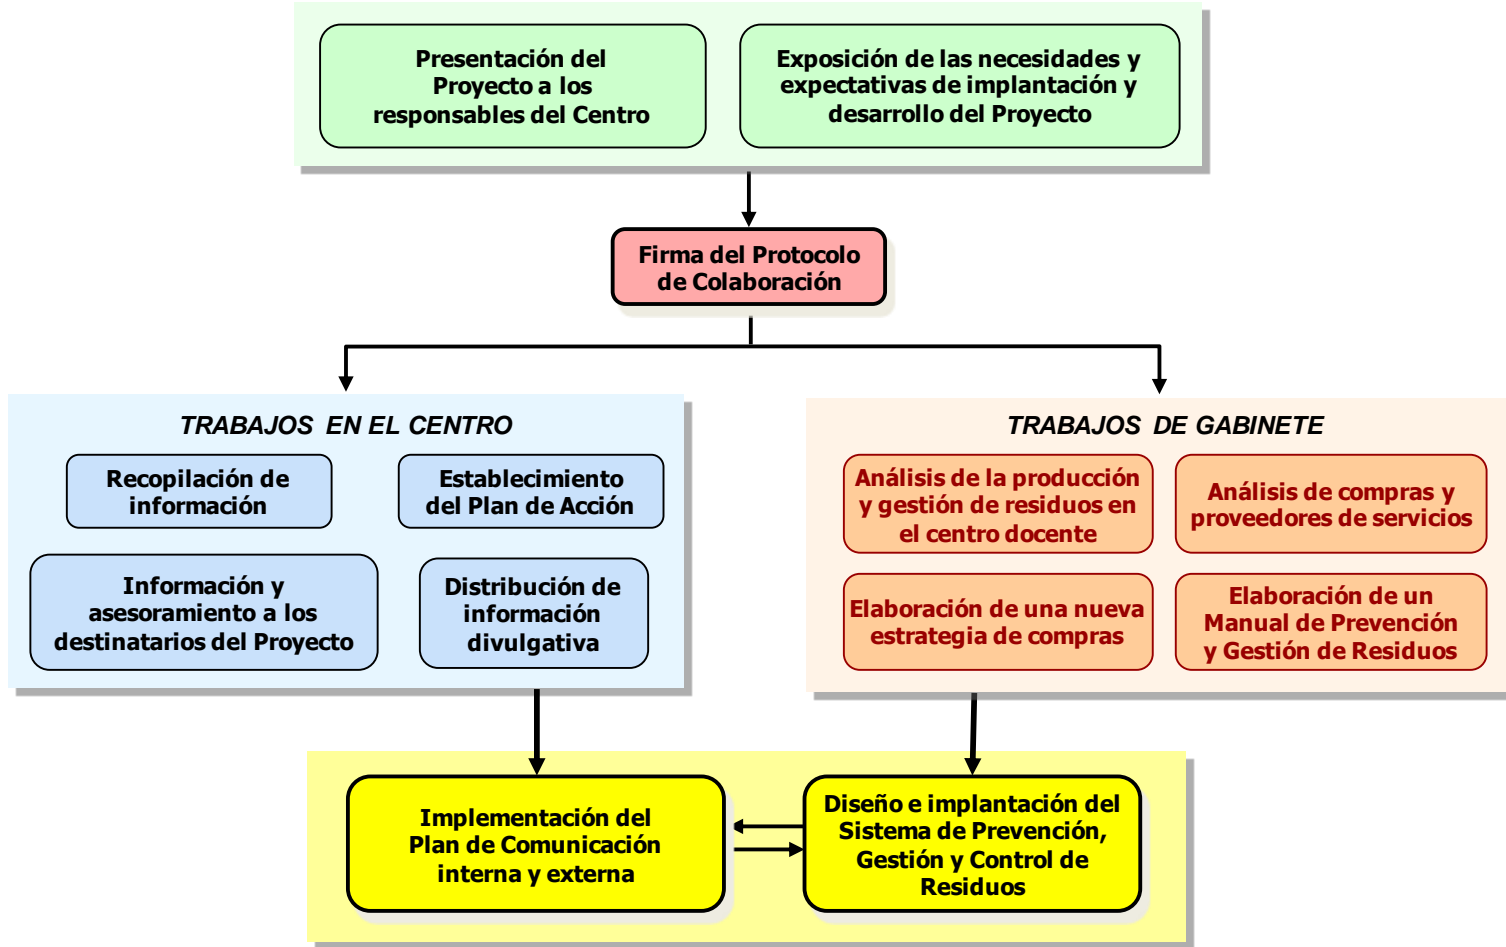 Presentación del
Proyecto a los
responsables del Centro
Exposición de las necesidades y
expectativas de implantación y
desarrollo del Proyecto
Firma del Protocolo
de Colaboración
TRABAJOS EN EL CENTRO
Recopilación de
información
Establecimiento
del Plan de Acción
Información y
asesoramiento a los
destinatarios del Proyecto
Distribución de
información
divulgativa
TRABAJOS DE GABINETE
Análisis de la producción
y gestión de residuos en
el centro docente
Análisis de compras y
proveedores de servicios
Elaboración de una nueva
estrategia de compras
Elaboración de un
Manual de Prevención
y Gestión de Residuos
Implementación del
Plan de Comunicación
interna y externa
Diseño e implantación del
Sistema de Prevención,
Gestión y Control de
Residuos